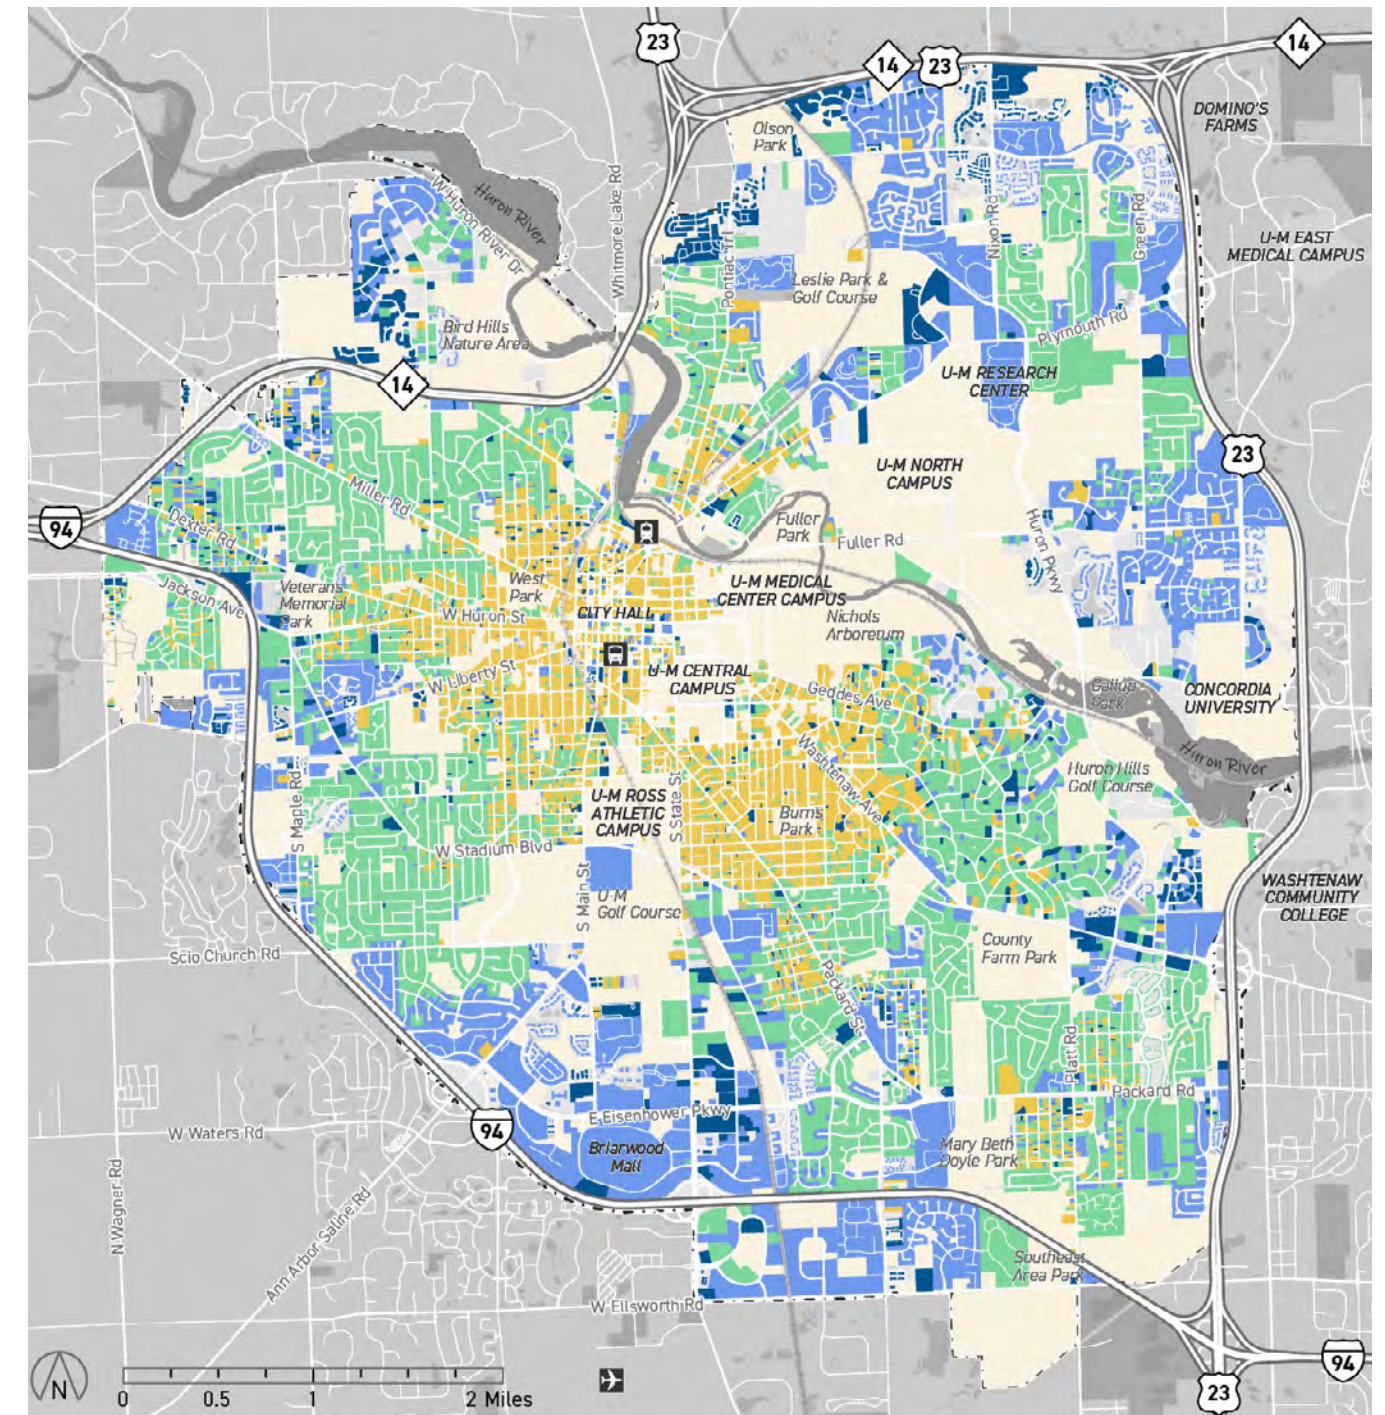 23
14
23
14
DOMINO'S
FARMS
Olson
Park
W Huron River Dr
Huron River
Whitmore Lake Rd
Pontiac Trl
Nixon Rd
Green Rd
U-M EAST
MEDICAL CAMPUS
Leslie Park &
Golf Course
Bird Hills
Nature Area
Plymouth Rd
14
U-M RESEARCH
CENTER
23
U-M NORTH
CAMPUS
Miller Rd
94
Dexter Rd
Fuller
Park
Fuller Rd
Huron Pkwy
Jackson Ave
Veterans
Memorial
Park
West
Park
W Huron St
CITY HALL
U-M MEDICAL
CENTER CAMPUS
Nichols
Arboretum
W Liberty St
U-M CENTRAL
CAMPUS
Geddes Ave
Gallup
Park
CONCORDIA
UNIVERSITY
Washtenaw Ave
Huron River
Huron Hills
Golf Course
S Maple Rd
U-M ROSS
ATHLETIC
CAMPUS
S State St
Burns
Park
W Stadium Blvd
S Main St
U-M
Golf Course
WASHTENAW
COMMUNITY
COLLEGE
Scio Church Rd
County
Farm Park
Packard St
Platt Rd
Packard Rd
94
E Eisenhower Pkwy
W Waters Rd
Briarwood
Mall
Mary Beth
Doyle Park
N Wagner Rd
Ann Arbor Saline Rd
Southeast
Area Park
W Ellsworth Rd
94
23
N
0
0.5
1
2 Miles